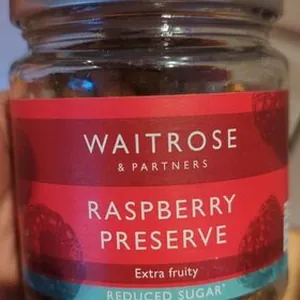 WAITROSE
& PARTNERS
RASPBERRY
PRESERVE
Extra fruity
REDUCED SUGAR*